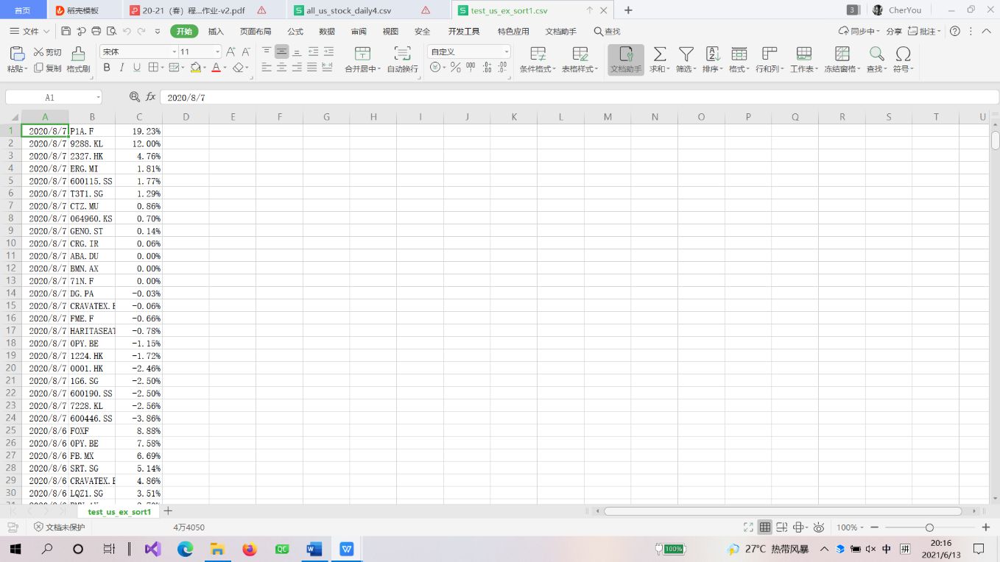 首页 稻壳模板 20-21（春）程...作业-v2.pdf all_us_stock_daily4.csv test_us_ex_sort1.csv 3 CherYou
文件 开始 插入 页面布局 公式 数据 审阅 视图 安全 开发工具 特色应用 文档助手 查找 同步中 分享 批注
剪切 宋体 11 自定义
粘贴 复制 格式刷 B I U A 合并居中 自动换行 条件格式 表格样式 文档助手 求和 筛选 排序 格式 行和列 工作表 冻结窗格 查找 符号
A1 fx 2020/8/7
A B C D E F G H I J K L M N O P Q R S T U
1 2020/8/7 P1A.F 19.23%
2 2020/8/7 9288.KL 12.00%
3 2020/8/7 2327.HK 4.76%
4 2020/8/7 ERG.MI 1.81%
5 2020/8/7 600115.SS 1.77%
6 2020/8/7 T3T1.SG 1.29%
7 2020/8/7 CTZ.MU 0.86%
8 2020/8/7 064960.KS 0.70%
9 2020/8/7 GENO.ST 0.14%
10 2020/8/7 CRG.IR 0.06%
11 2020/8/7 ABA.DU 0.00%
12 2020/8/7 BMN.AX 0.00%
13 2020/8/7 71N.F 0.00%
14 2020/8/7 DG.PA -0.03%
15 2020/8/7 CRAVATEX.E -0.06%
16 2020/8/7 FME.F -0.66%
17 2020/8/7 HARITASEAT -0.78%
18 2020/8/7 0PY.BE -1.15%
19 2020/8/7 1224.HK -1.72%
20 2020/8/7 0001.HK -2.46%
21 2020/8/7 1G6.SG -2.50%
22 2020/8/7 600190.SS -2.50%
23 2020/8/7 7228.KL -2.56%
24 2020/8/7 600446.SS -3.86%
25 2020/8/6 FOXF 8.88%
26 2020/8/6 0PY.BE 7.58%
27 2020/8/6 FB.MX 6.69%
28 2020/8/6 SRT.SG 5.14%
29 2020/8/6 CRAVATEX.E 4.86%
30 2020/8/6 LQZ1.SG 3.51%
test_us_ex_sort1
文档未保护 4万4050 100%
100% 27°C 热带风暴 中 拼 20:16
2021/6/13